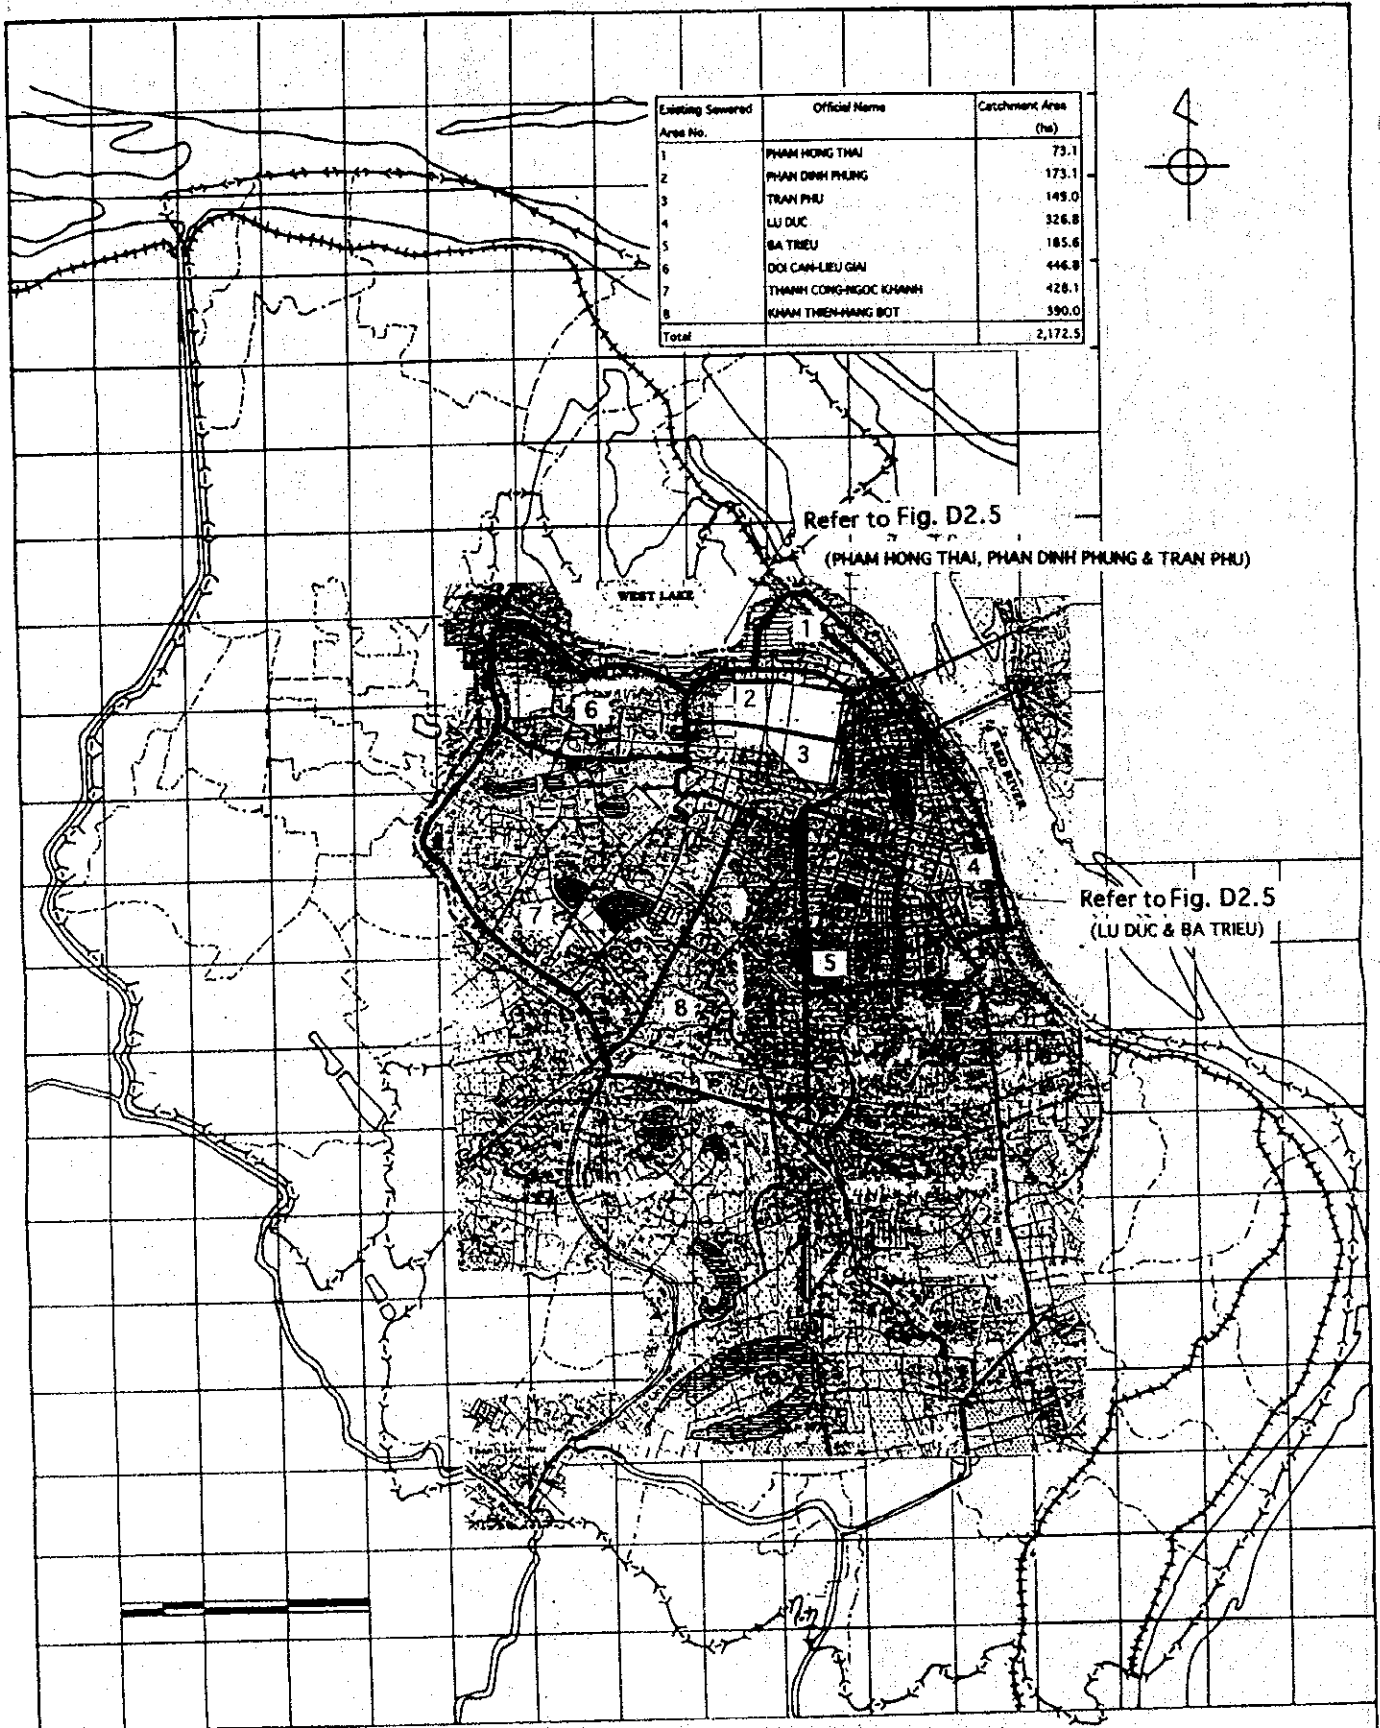 Existing Sewered Area No. Official Name Catchment Area (ha)
1 PHAM HONG THAI 73.1
2 PHAN DINH PHUNG 173.1
3 TRAN PHU 149.0
4 LU DUC 326.8
5 BA TRIEU 185.6
6 DOI CAN-LIEU GIAI 446.8
7 THANH CONG-NGOC KHANH 428.1
8 KHAM THIEN-HANG BOT 390.0
Total 2,172.5
Refer to Fig. D2.5
(PHAM HONG THAI, PHAN DINH PHUNG & TRAN PHU)
WEST LAKE
1
2
6
3
RED RIVER
4
Refer to Fig. D2.5
(LU DUC & BA TRIEU)
7
5
8